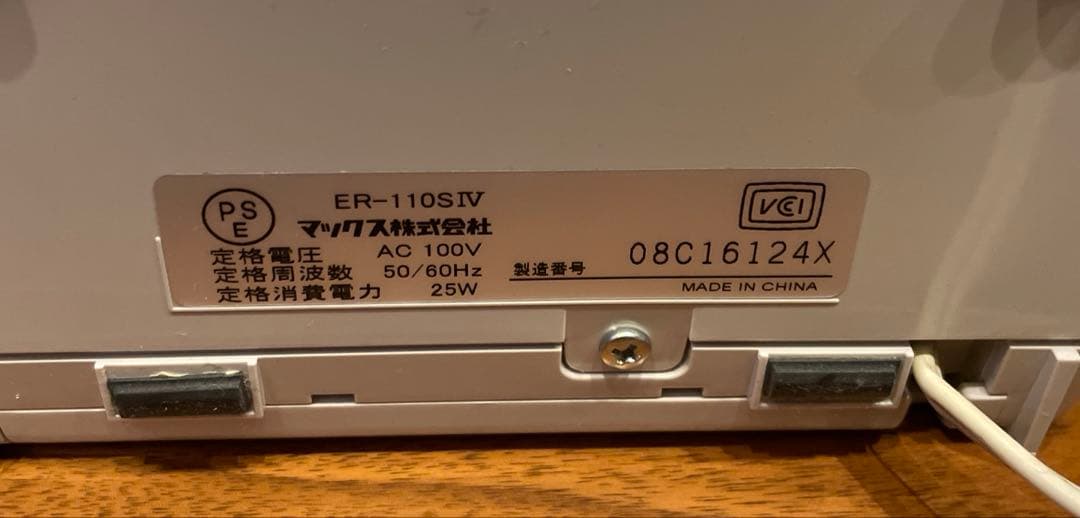 PS
E
ER-110SⅣ
マックス株式会社
定格電圧 AC 100V
定格周波数 50/60Hz
定格消費電力 25W
VCI
製造番号 08C16124X
MADE IN CHINA